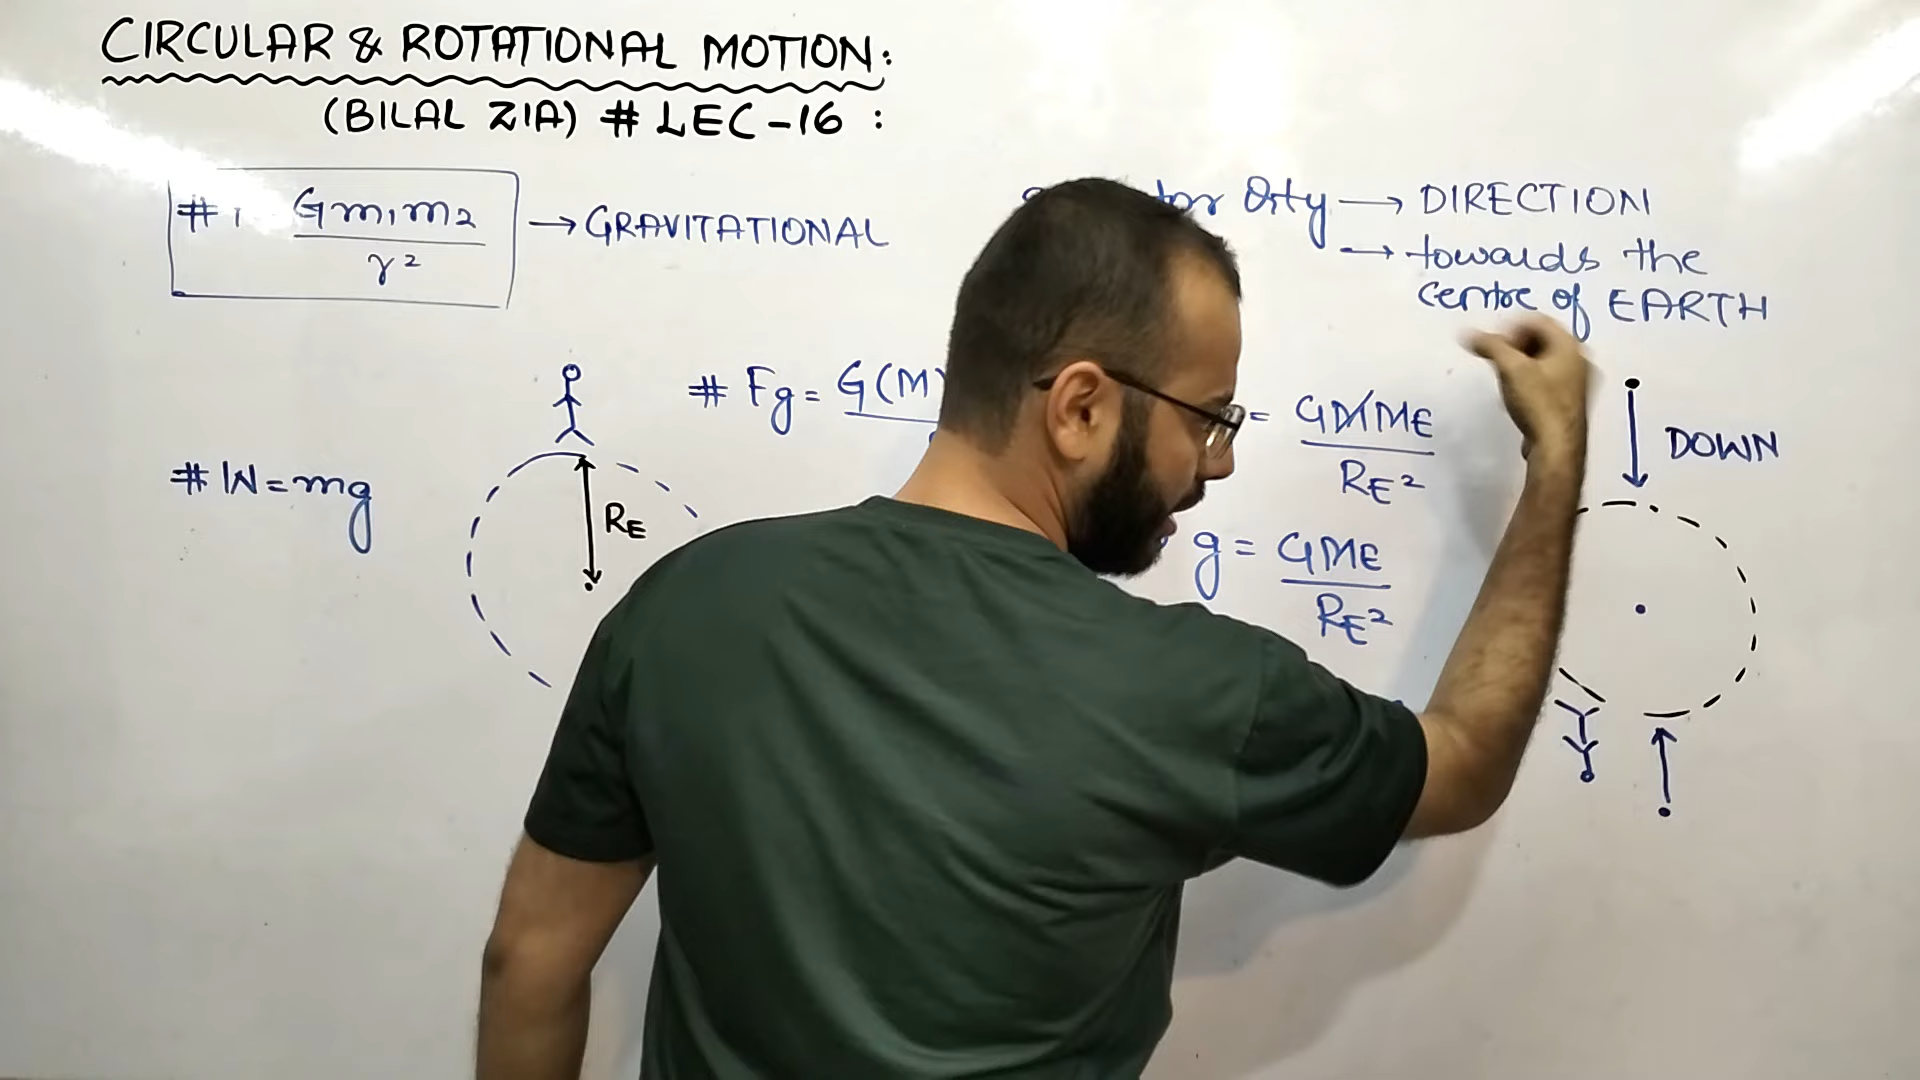 CIRCULAR & ROTATIONAL MOTION:
(BILAL ZIA) # LEC-16 :
# Gm1m2
r²
→ GRAVITATIONAL
Qty → DIRECTION
→ towards the
centre of EARTH
# Fg = G(M
= GMME
RE²
DOWN
# W = mg
RE
g = GME
RE²